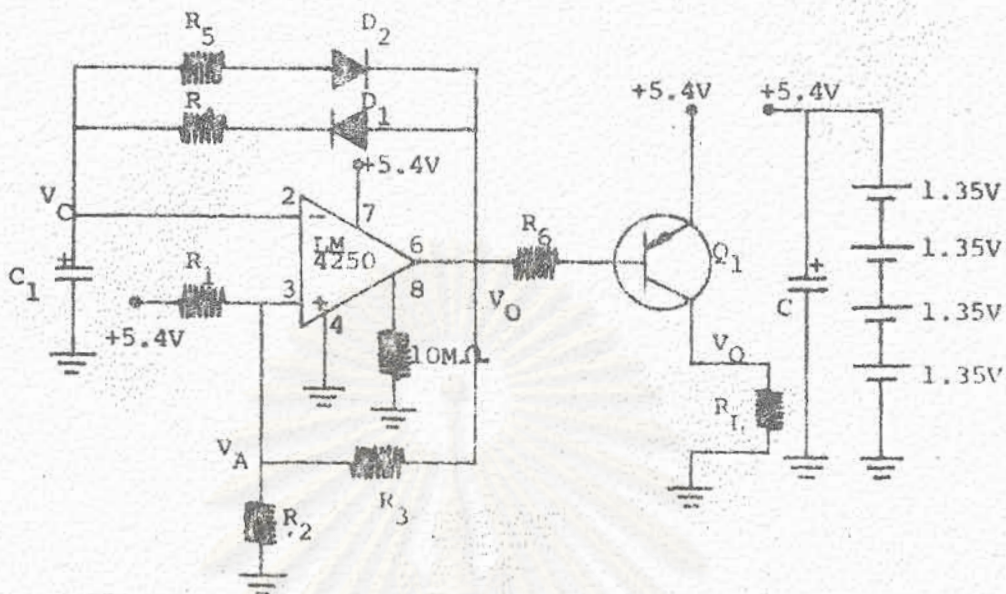 R5
D2
R
D1
+5.4V
+5.4V
+5.4V
VC
2
-
7
LM
4250
6
8
3
+
4
R1
C1
+5.4V
10MΩ
VO
R6
Q1
VO
RL
C
+
+
1.35V
1.35V
1.35V
1.35V
VA
R3
R2